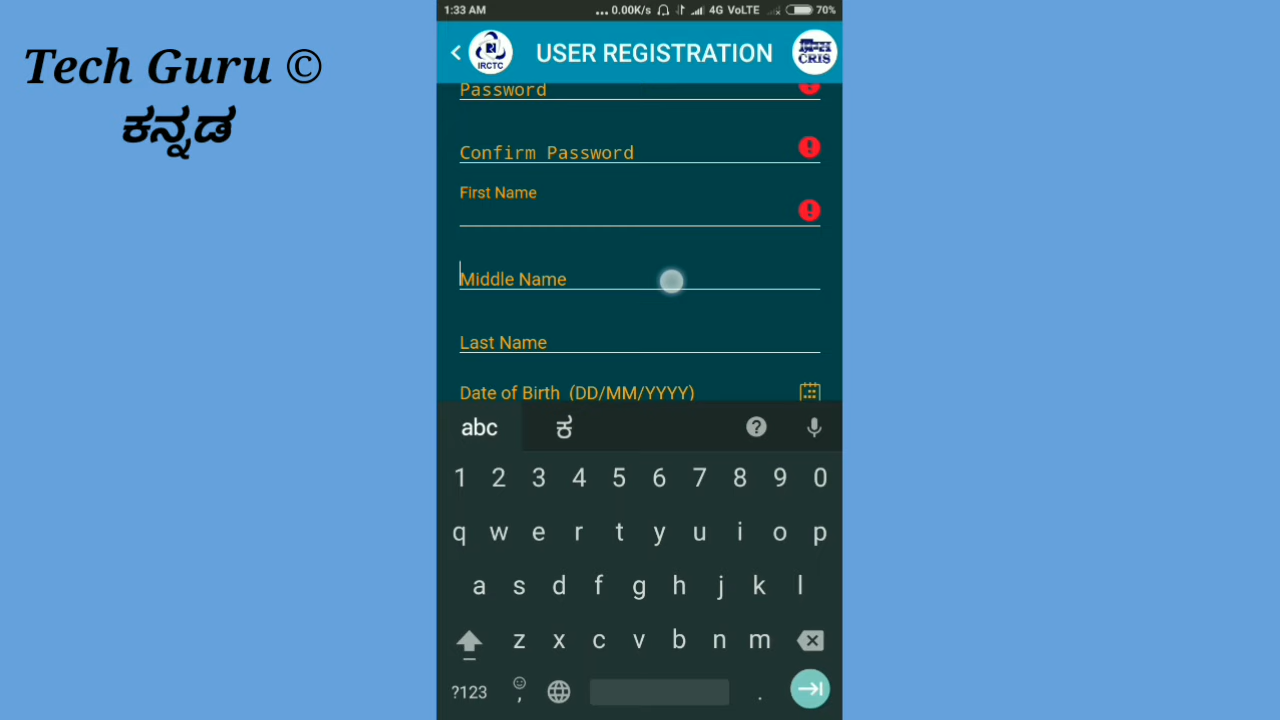 Tech Guru ©
ಕನ್ನಡ
1:33 AM ... 0.00K/s 4G VoLTE 70%
IRCTC USER REGISTRATION CRIS
Password
Confirm Password
First Name
Middle Name
Last Name
Date of Birth (DD/MM/YYYY)
abc ಕ
1 2 3 4 5 6 7 8 9 0
q w e r t y u i o p
a s d f g h j k l
z x c v b n m
?123 , .